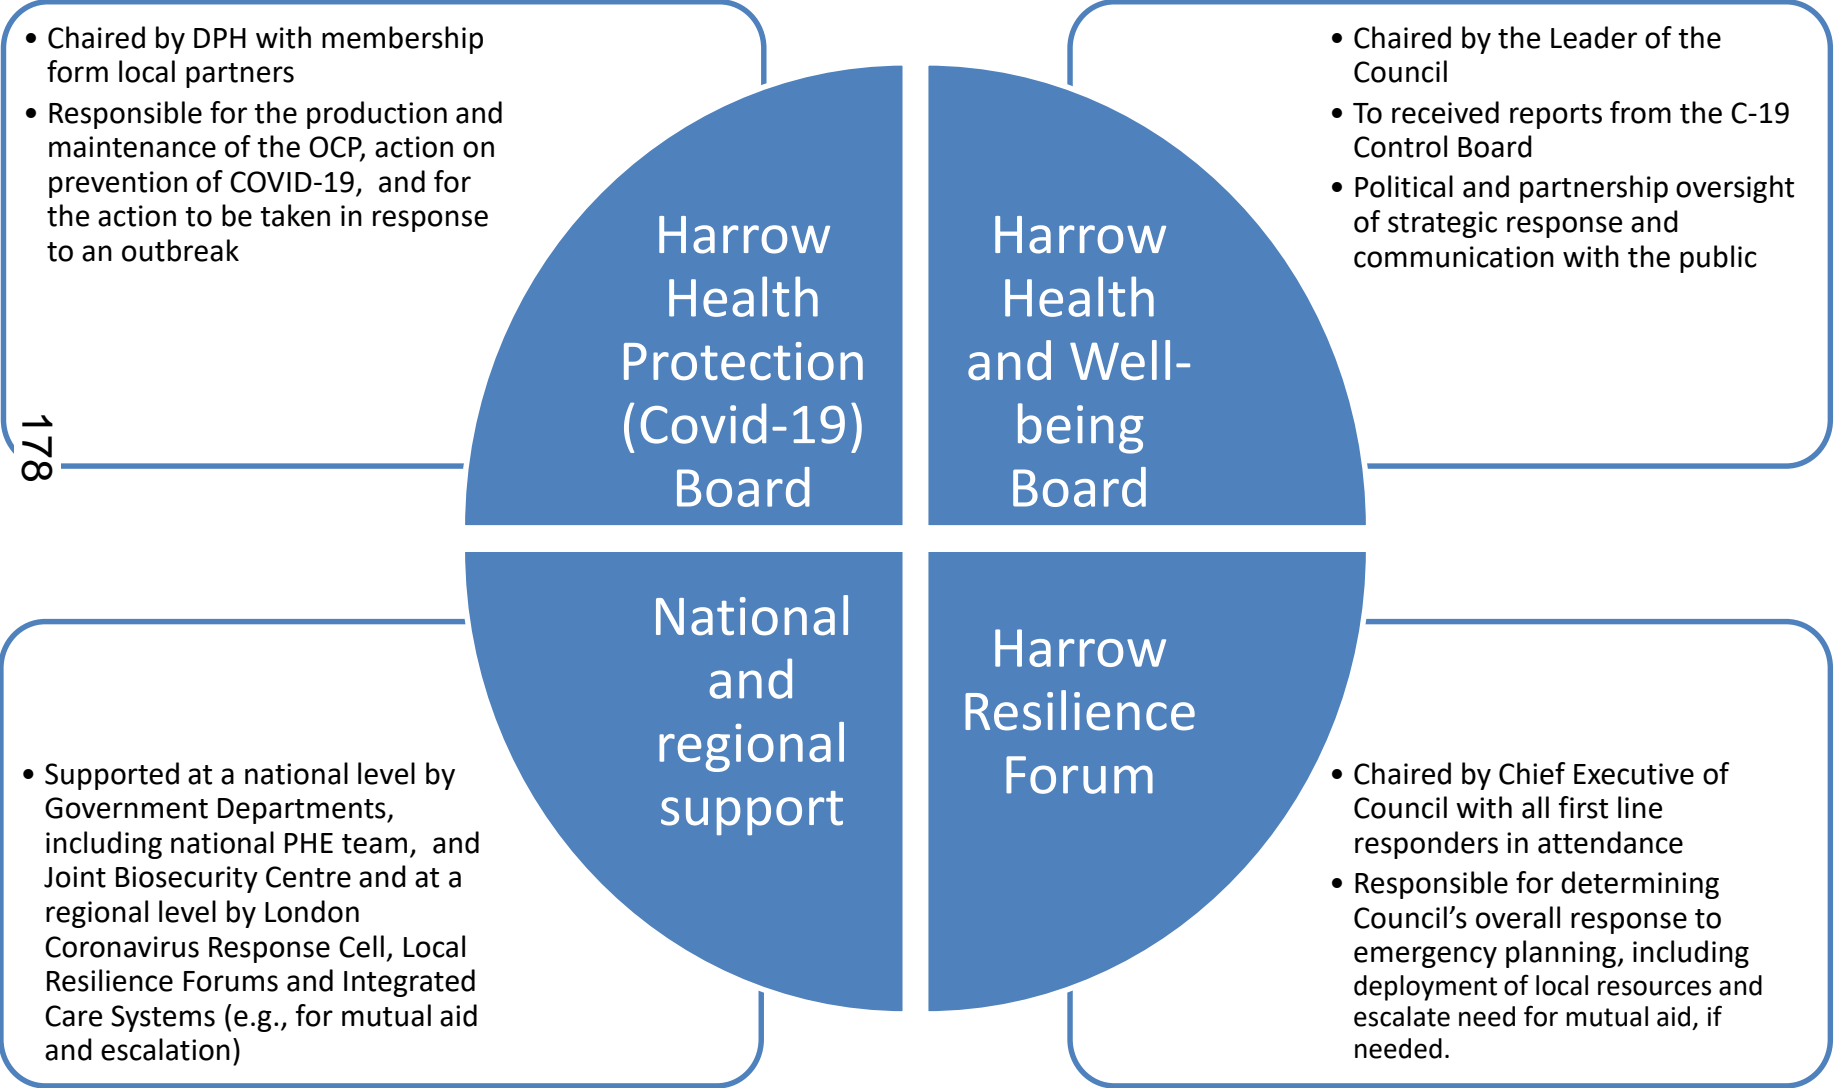 • Chaired by DPH with membership
form local partners
• Responsible for the production and
maintenance of the OCP, action on
prevention of COVID-19,  and for
the action to be taken in response
to an outbreak
Harrow
Health
Protection
(Covid-19)
Board
Harrow
Health
and Well-
being
Board
• Chaired by the Leader of the
Council
• To received reports from the C-19
Control Board
• Political and partnership oversight
of strategic response and
communication with the public
178
• Supported at a national level by
Government Departments,
including national PHE team,  and
Joint Biosecurity Centre and at a
regional level by London
Coronavirus Response Cell, Local
Resilience Forums and Integrated
Care Systems (e.g., for mutual aid
and escalation)
National
and
regional
support
Harrow
Resilience
Forum
• Chaired by Chief Executive of
Council with all first line
responders in attendance
• Responsible for determining
Council’s overall response to
emergency planning, including
deployment of local resources and
escalate need for mutual aid, if
needed.